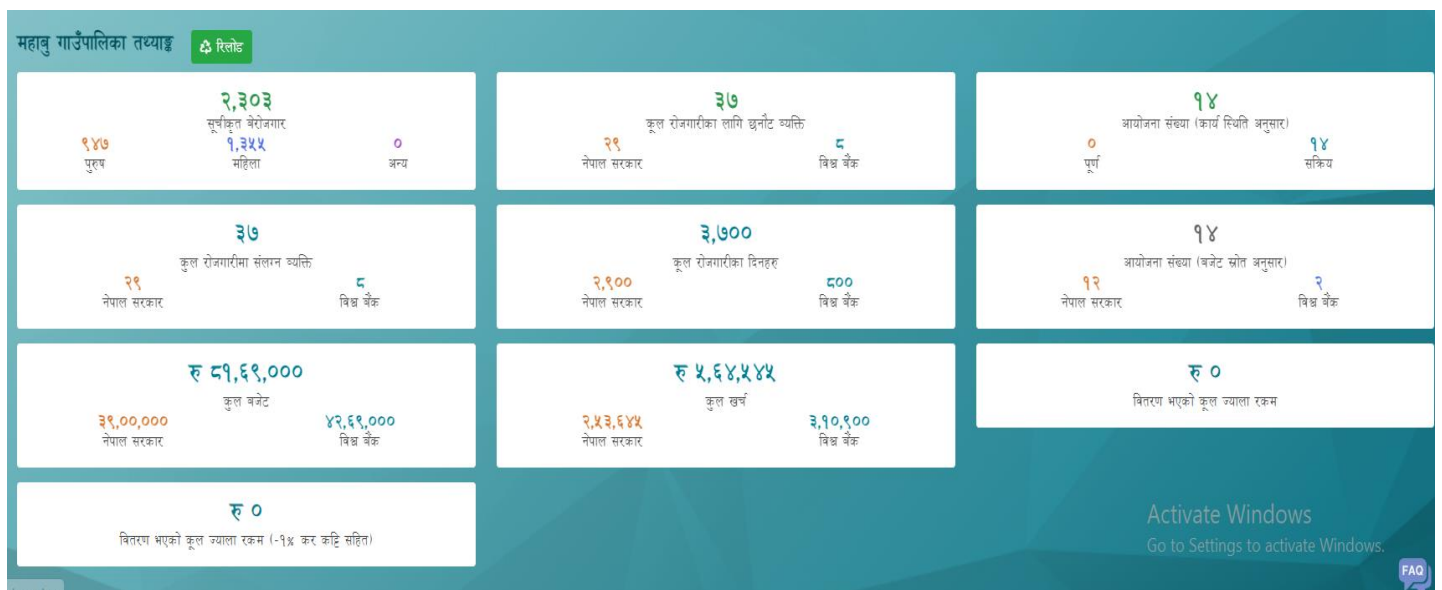 महाबु गाउँपालिका तथ्याङ्क रिलोड
२,३०३
सूचीकृत बेरोजगार
९४७ १,३५५ ०
पुरुष महिला अन्य
३७
कूल रोजगारीका लागि छनौट व्यक्ति
२९ ८
नेपाल सरकार विश्व बैंक
१४
आयोजना संख्या (कार्य स्थिति अनुसार)
० १४
पूर्ण सक्रिय
३७
कुल रोजगारीमा संलग्न व्यक्ति
२९ ८
नेपाल सरकार विश्व बैंक
३,७००
कूल रोजगारीका दिनहरु
२,९०० ८००
नेपाल सरकार विश्व बैंक
१४
आयोजना संख्या (बजेट स्रोत अनुसार)
१२ २
नेपाल सरकार विश्व बैंक
रु ८१,६९,०००
कुल बजेट
३९,००,००० ४२,६९,०००
नेपाल सरकार विश्व बैंक
रु ५,६४,५४५
कुल खर्च
२,५३,६४५ ३,१०,९००
नेपाल सरकार विश्व बैंक
रु ०
वितरण भएको कूल ज्याला रकम
रु ०
वितरण भएको कूल ज्याला रकम (-१% कर कट्टि सहित)
Activate Windows
Go to Settings to activate Windows.
FAQ